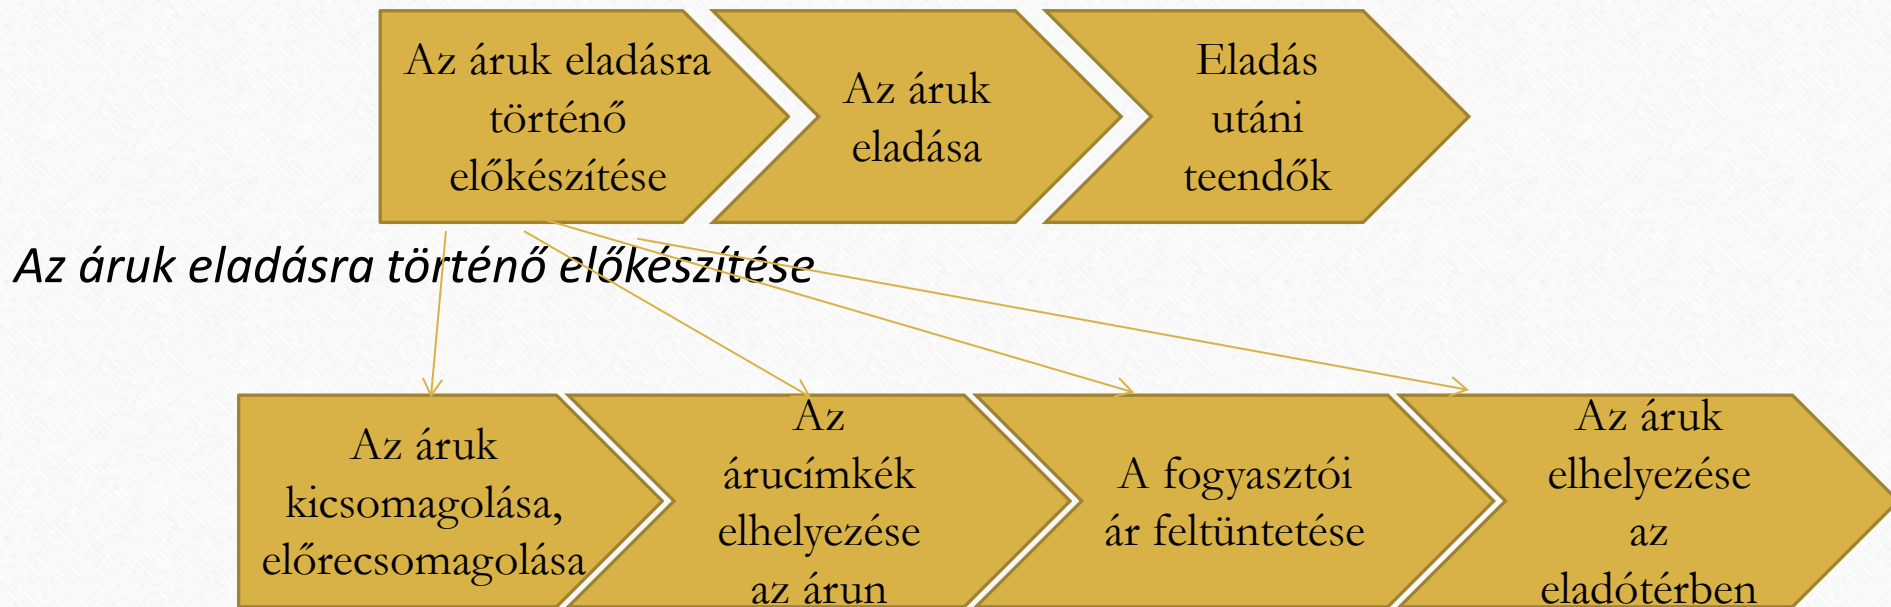 Az áruk eladásra
történő
előkészítése
Az áruk
eladása
Eladás
utáni
teendők
Az áruk eladásra történő előkészítése
Az áruk
kicsomagolása,
előrecsomagolása
Az
árucímkék
elhelyezése
az árun
A fogyasztói
ár feltüntetése
Az áruk
elhelyezése
az
eladótérben